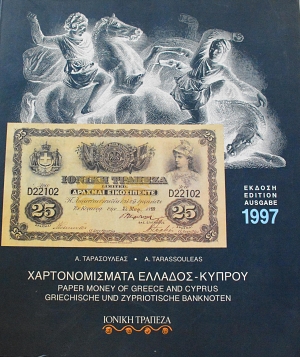 ΕΚΔΟΣΗ
EDITION
AUSGABE
1997
ΙΟΝΙΚΗ ΤΡΑΠΕΖΑ
D22102
D22102
ΔΡΑΧΜΑΙ ΕΙΚΟΣΙΠΕΝΤΕ
25
25
Α. ΤΑΡΑΣΟΥΛΕΑΣ • A. TARASSOULEAS
ΧΑΡΤΟΝΟΜΙΣΜΑΤΑ ΕΛΛΑΔΟΣ-ΚΥΠΡΟΥ
PAPER MONEY OF GREECE AND CYPRUS
GRIECHISCHE UND ZYPRIOTISCHE BANKNOTEN
ΙΟΝΙΚΗ ΤΡΑΠΕΖΑ